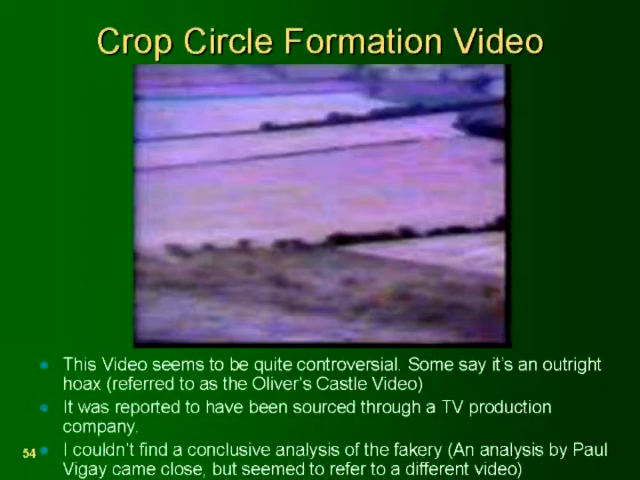 Crop Circle Formation Video
This Video seems to be quite controversial. Some say it's an outright
hoax (referred to as the Oliver's Castle Video)
It was reported to have been sourced through a TV production
company.
54
I couldn't find a conclusive analysis of the fakery (An analysis by Paul
Vigay came close, but seemed to refer to a different video)